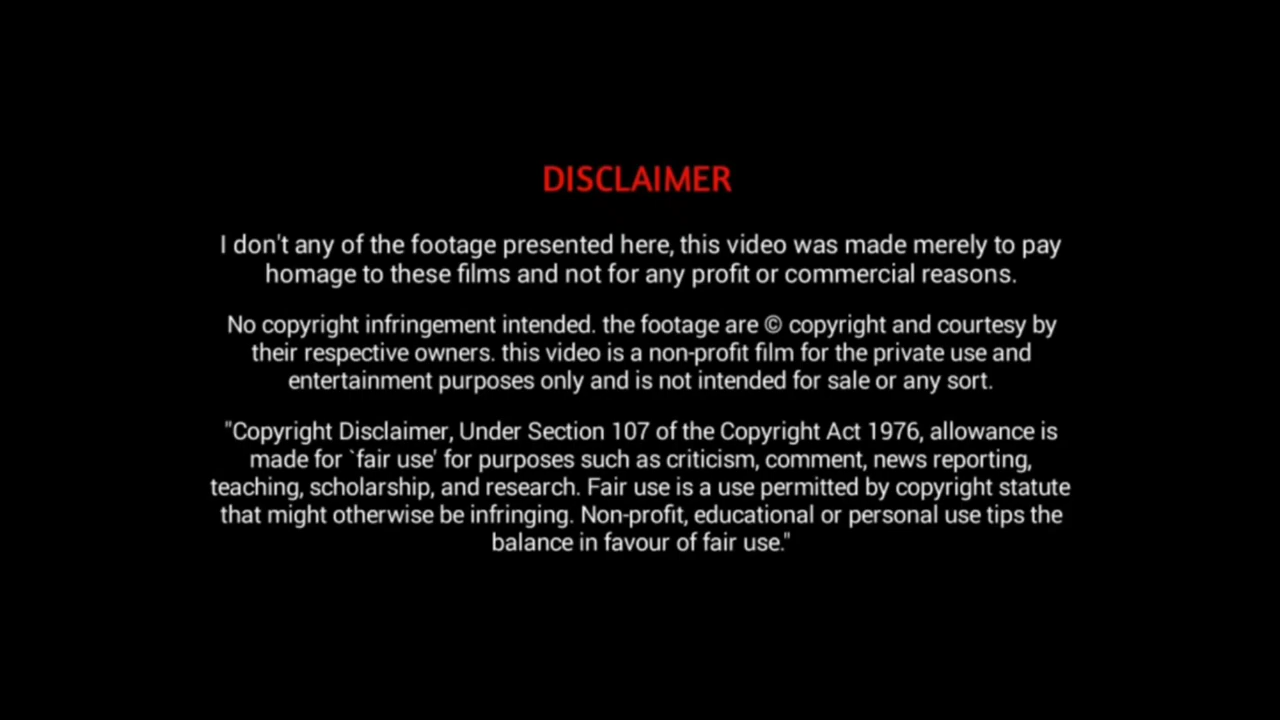 DISCLAIMER
I don't any of the footage presented here, this video was made merely to pay
homage to these films and not for any profit or commercial reasons.
No copyright infringement intended. the footage are © copyright and courtesy by
their respective owners. this video is a non-profit film for the private use and
entertainment purposes only and is not intended for sale or any sort.
"Copyright Disclaimer, Under Section 107 of the Copyright Act 1976, allowance is
made for `fair use' for purposes such as criticism, comment, news reporting,
teaching, scholarship, and research. Fair use is a use permitted by copyright statute
that might otherwise be infringing. Non-profit, educational or personal use tips the
balance in favour of fair use."